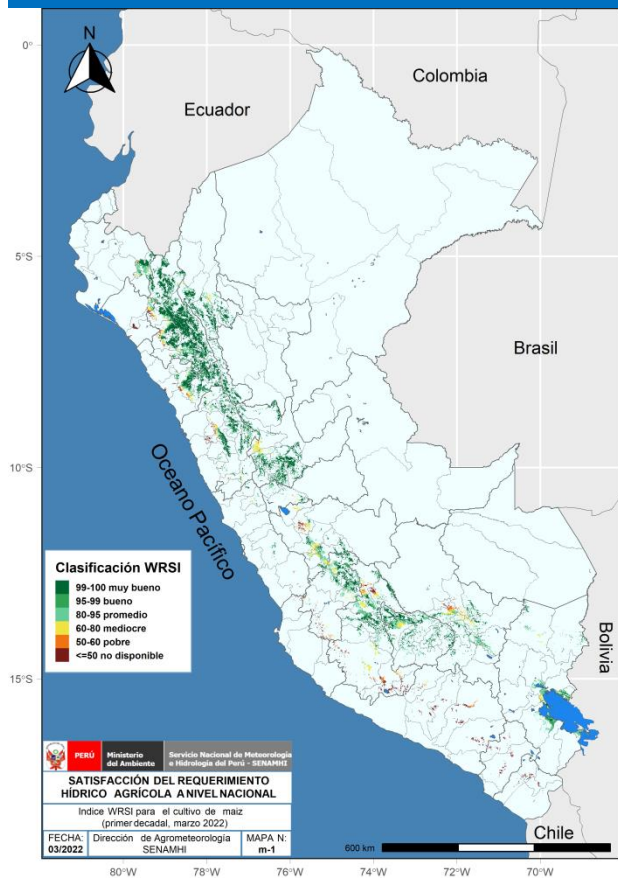 N
0°
Colombia
Ecuador
5°S
Brasil
10°S
Oceano Pacífico
Clasificación WRSI
99-100 muy bueno
95-99 bueno
80-95 promedio
60-80 mediocre
50-60 pobre
<=50 no disponible
Bolivia
15°S
PERÚ
Ministerio
del Ambiente
Servicio Nacional de Meteorología
e Hidrología del Perú - SENAMHI
SATISFACCIÓN DEL REQUERIMIENTO
HÍDRICO AGRÍCOLA A NIVEL NACIONAL
Indice WRSI para el cultivo de maiz
(primer decadal, marzo 2022)
FECHA:
03/2022
Dirección de Agrometeorología
SENAMHI
MAPA N:
m-1
Chile
600 km
80°W
78°W
76°W
74°W
72°W
70°W